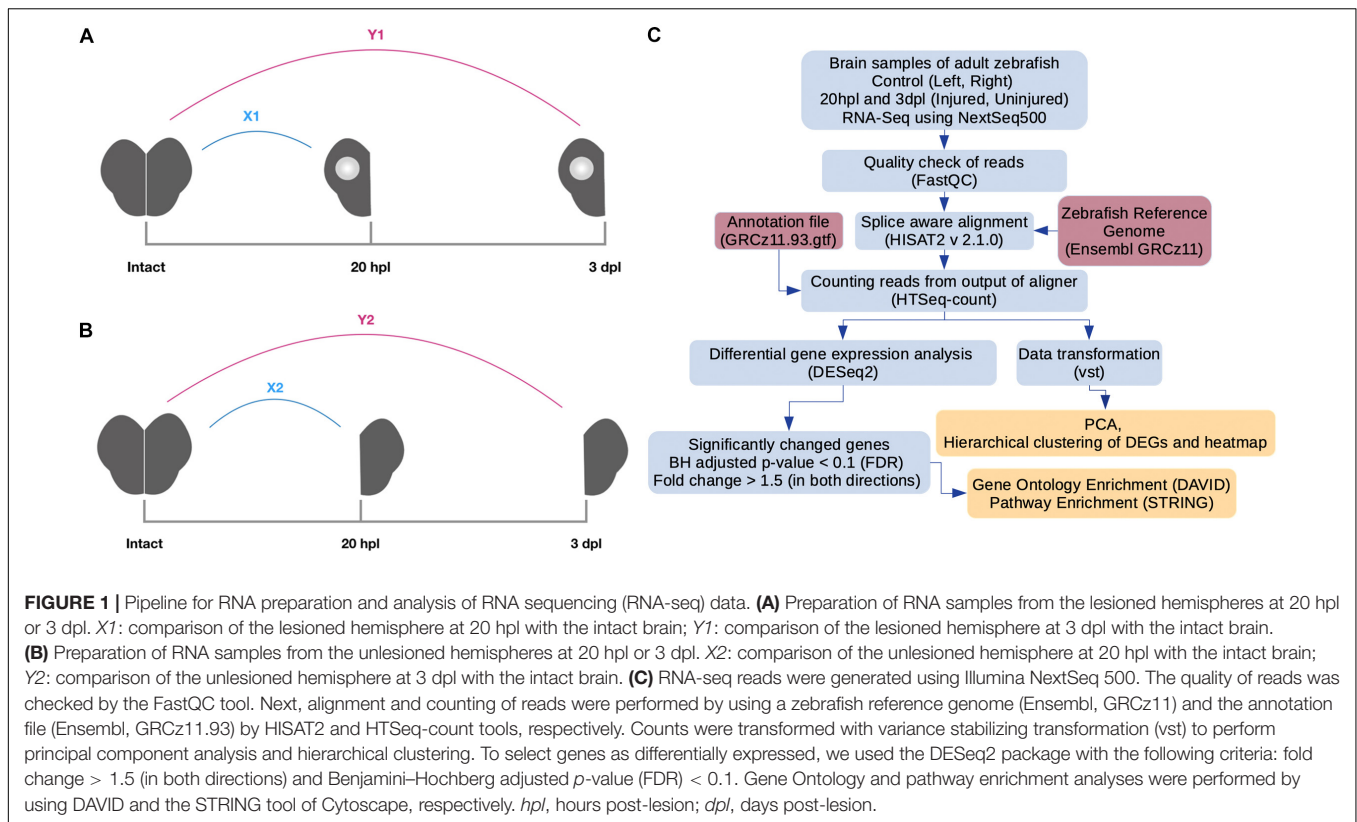 A
Y1
X1
Intact
20 hpl
3 dpl
B
Y2
X2
Intact
20 hpl
3 dpl
C
Brain samples of adult zebrafish
Control (Left, Right)
20hpl and 3dpl (Injured, Uninjured)
RNA-Seq using NextSeq500
Quality check of reads
(FastQC)
Annotation file
(GRCz11.93.gtf)
Splice aware alignment
(HISAT2 v 2.1.0)
Zebrafish Reference
Genome
(Ensembl GRCz11)
Counting reads from output of aligner
(HTSeq-count)
Differential gene expression analysis
(DESeq2)
Data transformation
(vst)
PCA,
Hierarchical clustering of DEGs and heatmap
Significantly changed genes
BH adjusted p-value < 0.1 (FDR)
Fold change > 1.5 (in both directions)
Gene Ontology Enrichment (DAVID)
Pathway Enrichment (STRING)
FIGURE 1 | Pipeline for RNA preparation and analysis of RNA sequencing (RNA-seq) data. (A) Preparation of RNA samples from the lesioned hemispheres at 20 hpl
or 3 dpl. X1: comparison of the lesioned hemisphere at 20 hpl with the intact brain; Y1: comparison of the lesioned hemisphere at 3 dpl with the intact brain.
(B) Preparation of RNA samples from the unlesioned hemispheres at 20 hpl or 3 dpl. X2: comparison of the unlesioned hemisphere at 20 hpl with the intact brain;
Y2: comparison of the unlesioned hemisphere at 3 dpl with the intact brain. (C) RNA-seq reads were generated using Illumina NextSeq 500. The quality of reads was
checked by the FastQC tool. Next, alignment and counting of reads were performed by using a zebrafish reference genome (Ensembl, GRCz11) and the annotation
file (Ensembl, GRCz11.93) by HISAT2 and HTSeq-count tools, respectively. Counts were transformed with variance stabilizing transformation (vst) to perform
principal component analysis and hierarchical clustering. To select genes as differentially expressed, we used the DESeq2 package with the following criteria: fold
change > 1.5 (in both directions) and Benjamini–Hochberg adjusted p-value (FDR) < 0.1. Gene Ontology and pathway enrichment analyses were performed by
using DAVID and the STRING tool of Cytoscape, respectively. hpl, hours post-lesion; dpl, days post-lesion.